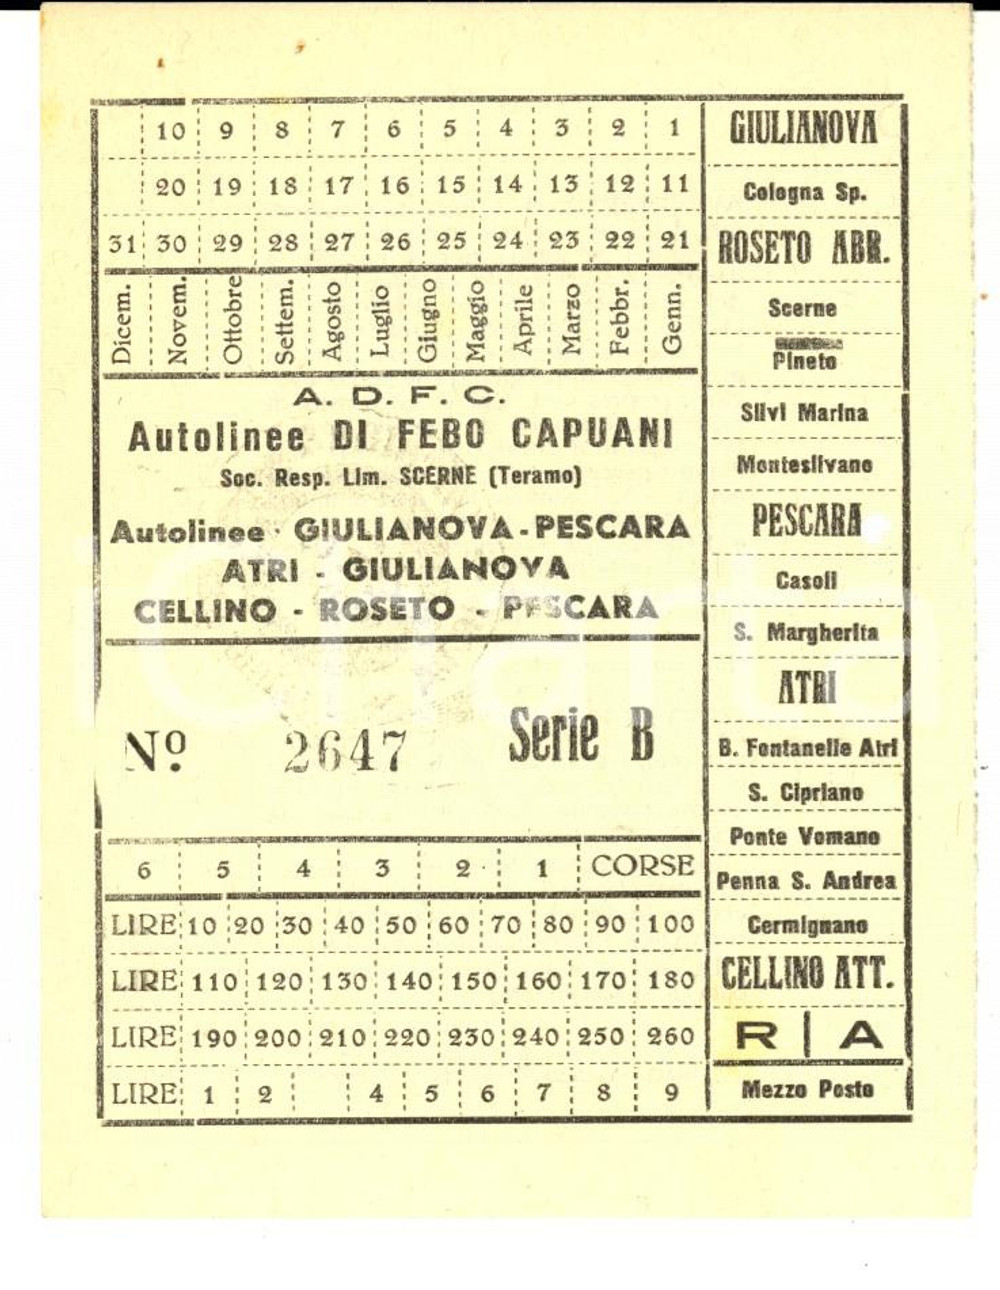 10 9 8 7 6 5 4 3 2 1
20 19 18 17 16 15 14 13 12 11
31 30 29 28 27 26 25 24 23 22 21
Dicem. Novem. Ottobre Settem. Agosto Luglio Giugno Maggio Aprile Marzo Febbr. Genn.
A. D. F. C.
Autolinee DI FEBO CAPUANI
Soc. Resp. Lim. SCERNE (Teramo)
Autolinee · GIULIANOVA - PESCARA
ATRI - GIULIANOVA
CELLINO - ROSETO - PESCARA
Nº 2647 Serie B
6 5 4 3 2 1 CORSE
LIRE 10 20 30 40 50 60 70 80 90 100
LIRE 110 120 130 140 150 160 170 180
LIRE 190 200 210 220 230 240 250 260
LIRE 1 2 4 5 6 7 8 9
GIULIANOVA
Cologna Sp.
ROSETO ABR.
Scerne
Pineto
Silvi Marina
Montesilvano
PESCARA
Casoli
S. Margherita
ATRI
B. Fontanelle Atri
S. Cipriano
Ponte Vomano
Penna S. Andrea
Cermignano
CELLINO ATT.
R | A
Mezzo Posto